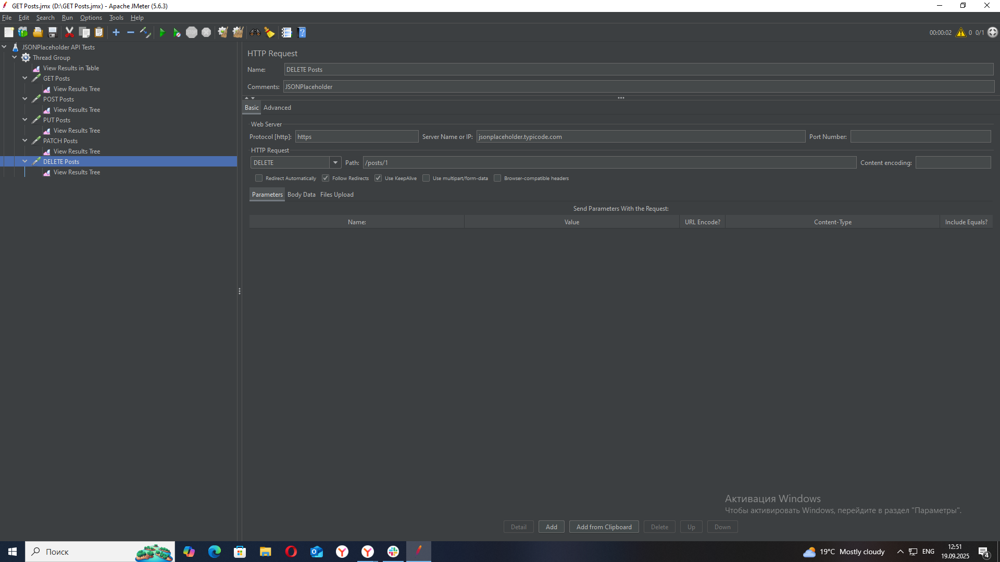 GET Posts.jmx (D:\GET Posts.jmx) - Apache JMeter (5.6.3)
File Edit Search Run Options Tools Help
STOP
00:00:02 0 0/1
JSONPlaceholder API Tests
Thread Group
View Results in Table
GET Posts
View Results Tree
POST Posts
View Results Tree
PUT Posts
View Results Tree
PATCH Posts
View Results Tree
DELETE Posts
View Results Tree
HTTP Request
Name: DELETE Posts
Comments: JSONPlaceholder
Basic Advanced
Web Server
Protocol [http]: https Server Name or IP: jsonplaceholder.typicode.com Port Number:
HTTP Request
DELETE Path: /posts/1 Content encoding:
Redirect Automatically Follow Redirects Use KeepAlive Use multipart/form-data Browser-compatible headers
Parameters Body Data Files Upload
Send Parameters With the Request:
Name: Value URL Encode? Content-Type Include Equals?
Активация Windows
Чтобы активировать Windows, перейдите в раздел "Параметры".
Detail Add Add from Clipboard Delete Up Down
Поиск
19°C Mostly cloudy ENG 12:51
19.09.2025
4